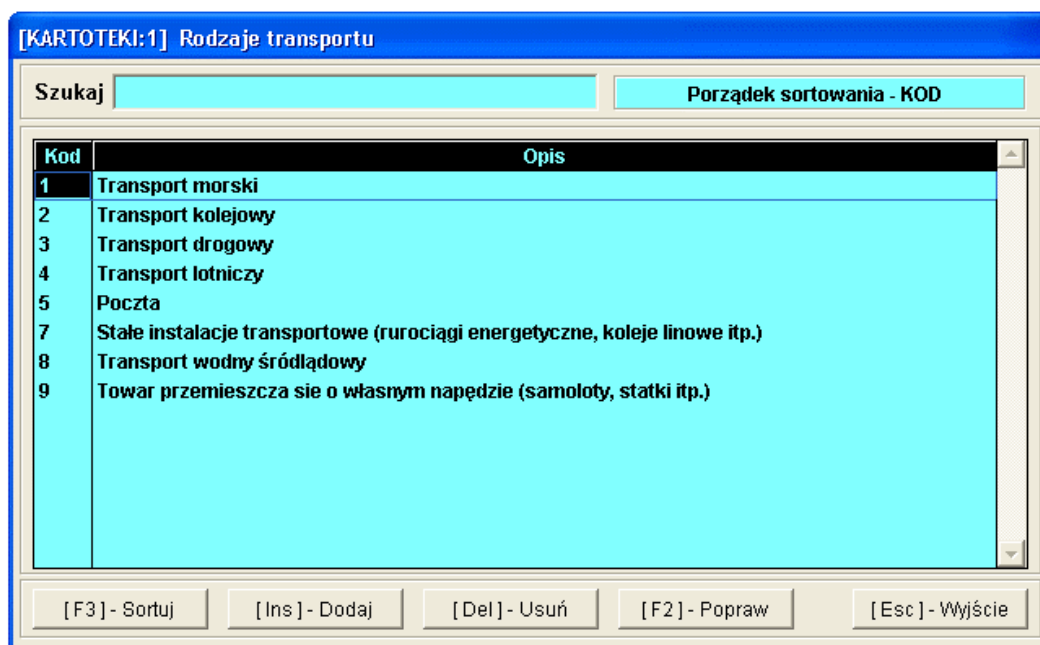 [KARTOTEKI:1] Rodzaje transportu
Szukaj
Porządek sortowania - KOD
Kod Opis
1 Transport morski
2 Transport kolejowy
3 Transport drogowy
4 Transport lotniczy
5 Poczta
7 Stałe instalacje transportowe (rurociągi energetyczne, koleje linowe itp.)
8 Transport wodny śródlądowy
9 Towar przemieszcza sie o własnym napędzie (samoloty, statki itp.)
[F3]- Sortuj [Ins]- Dodaj [Del]- Usuń [F2]- Popraw [Esc]- Wyjście